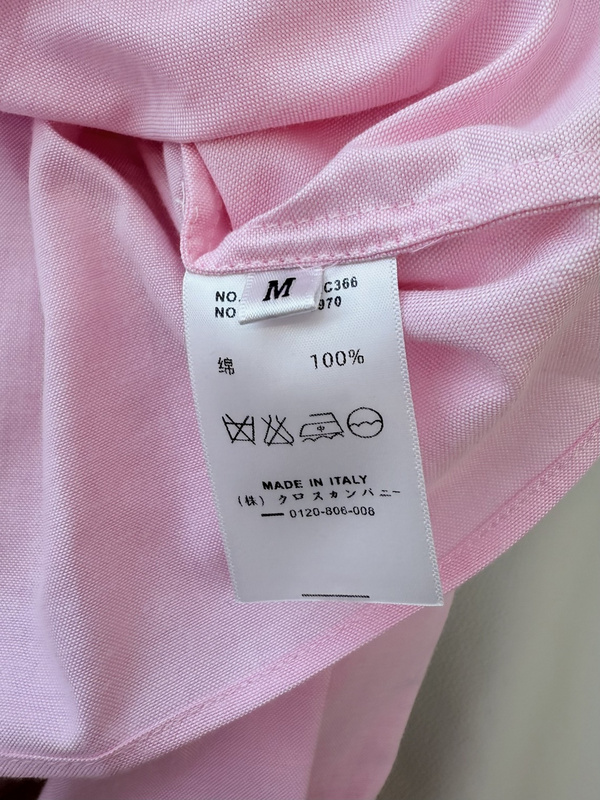 M
NO. C366
NO 970
绵 100%
中
MADE IN ITALY
(株) クロスカンパニー
0120-806-008